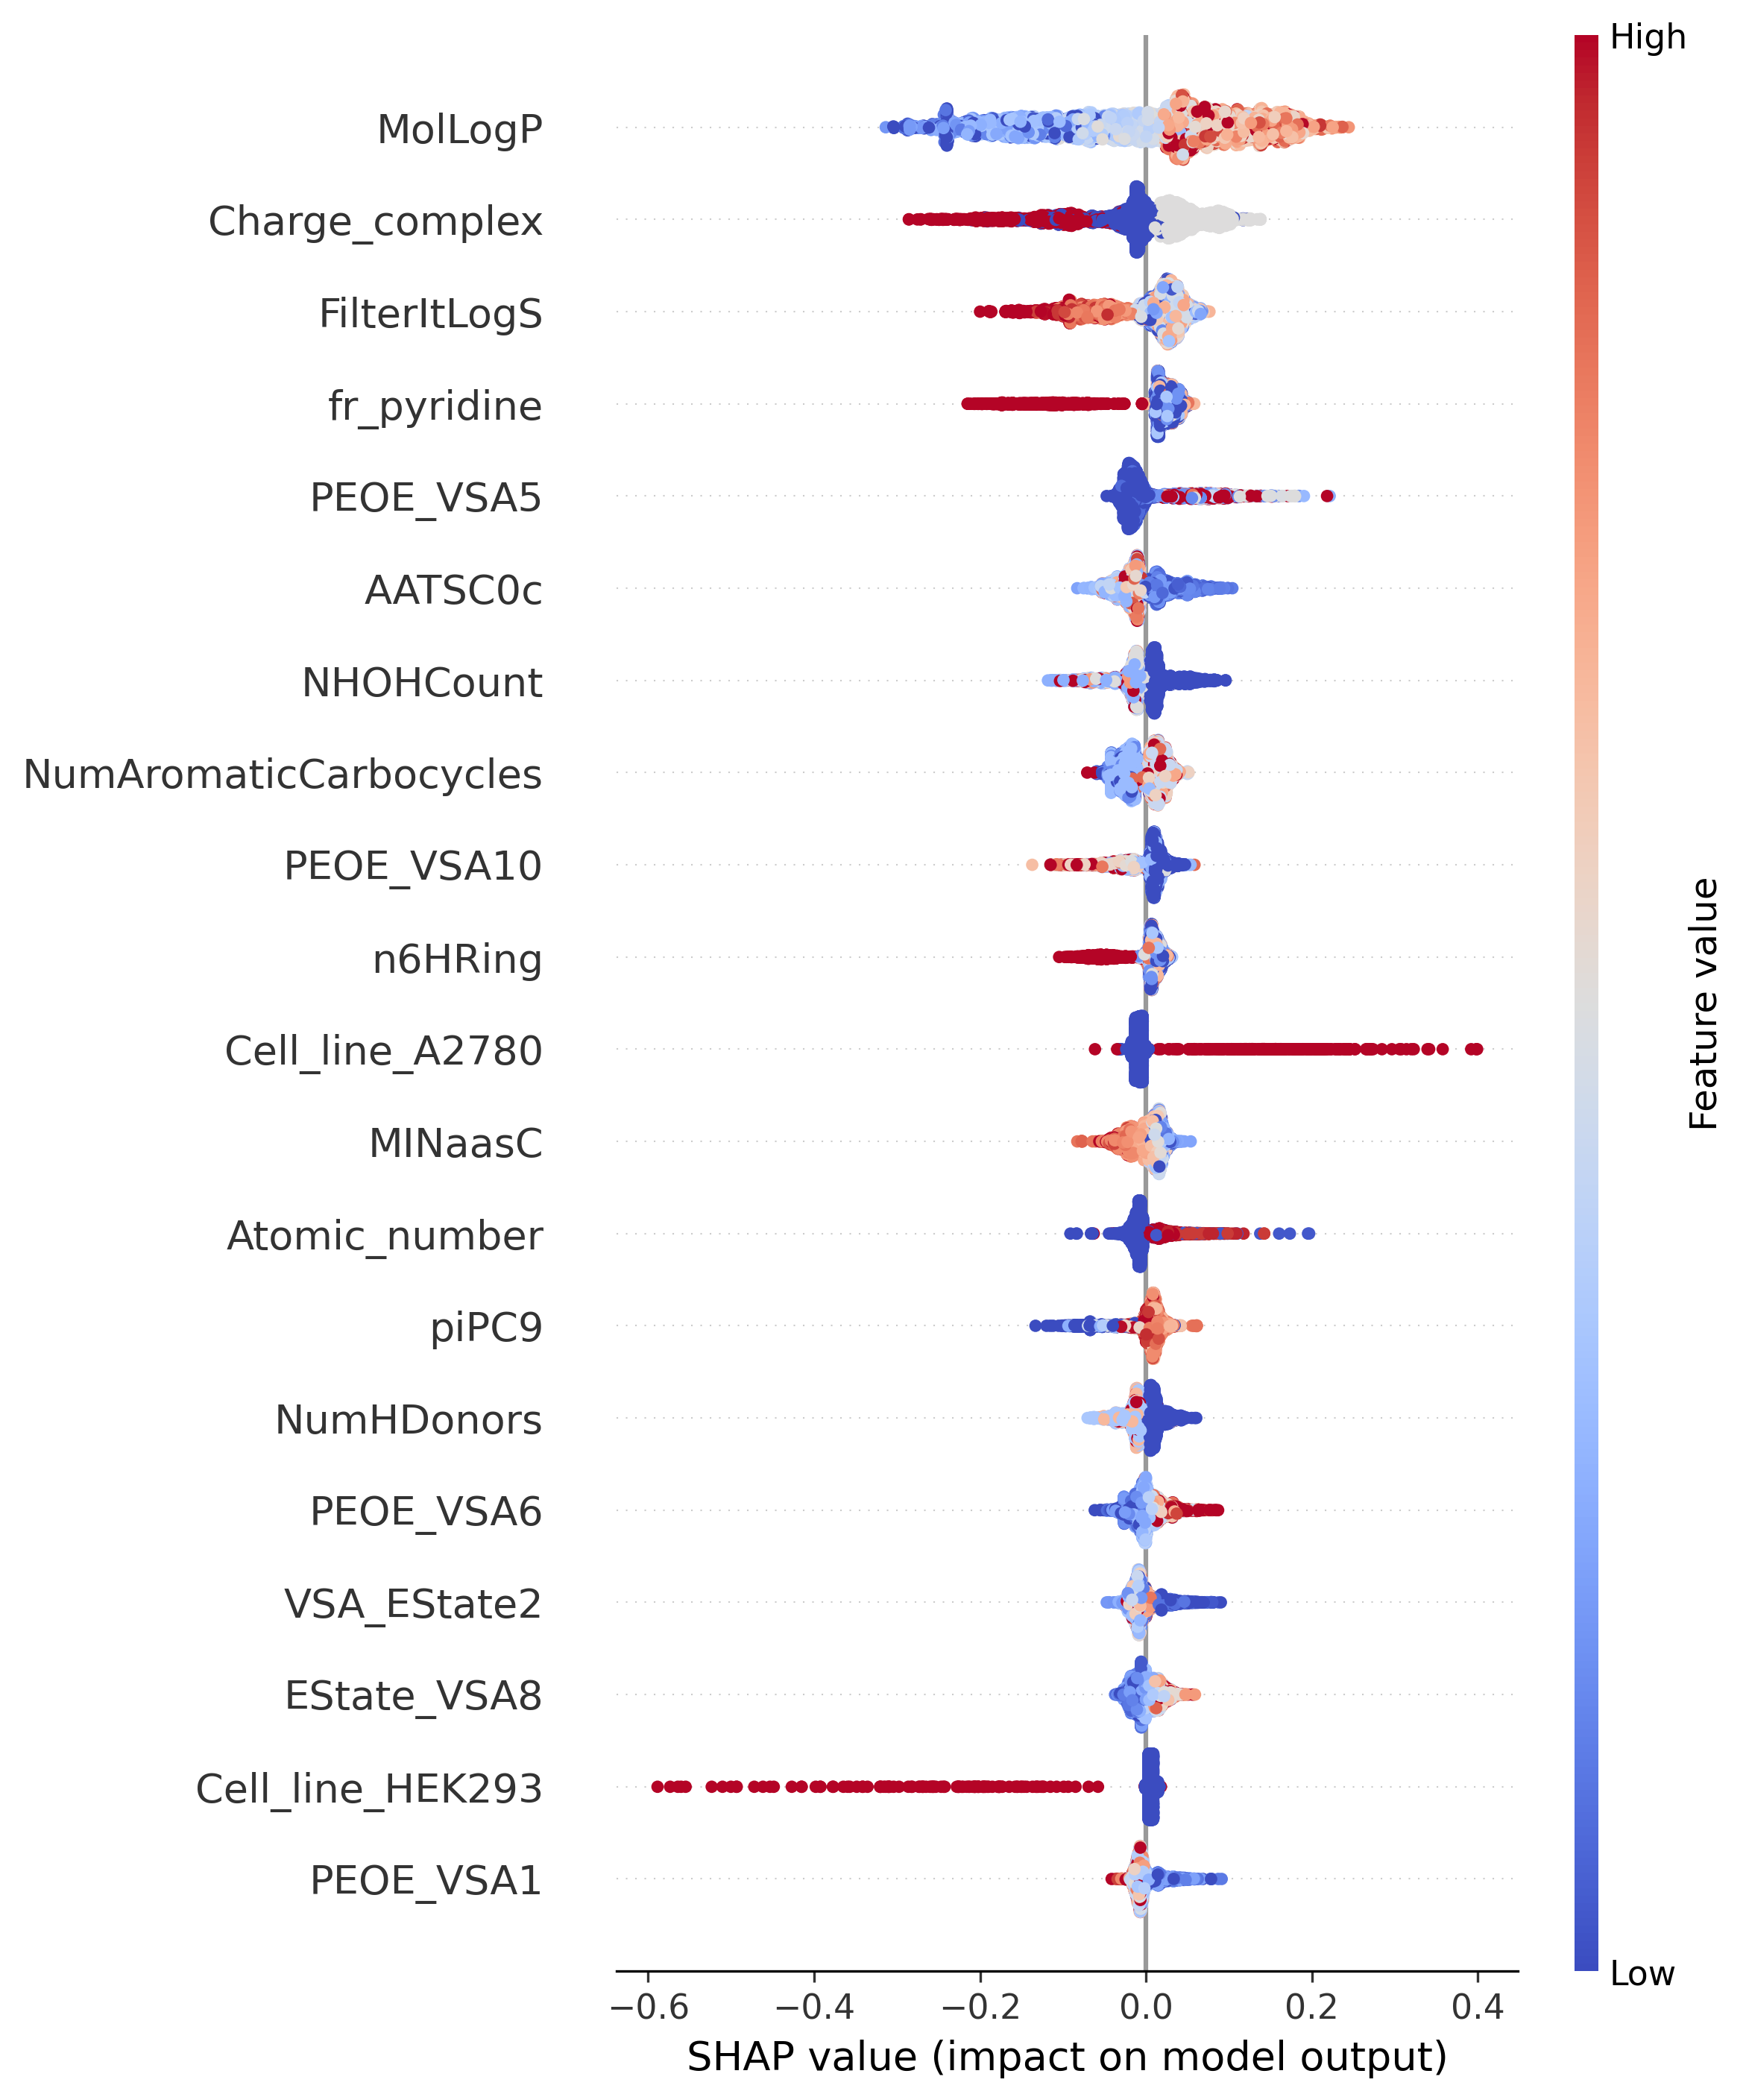 High
MolLogP
Charge_complex
FilterItLogS
fr_pyridine
PEOE_VSA5
AATSC0c
NHOHCount
NumAromaticCarbocycles
PEOE_VSA10
n6HRing
Cell_line_A2780
MINaasC
Atomic_number
piPC9
NumHDonors
PEOE_VSA6
VSA_EState2
EState_VSA8
Cell_line_HEK293
PEOE_VSA1
Feature value
Low
−0.6 −0.4 −0.2 0.0 0.2 0.4
SHAP value (impact on model output)